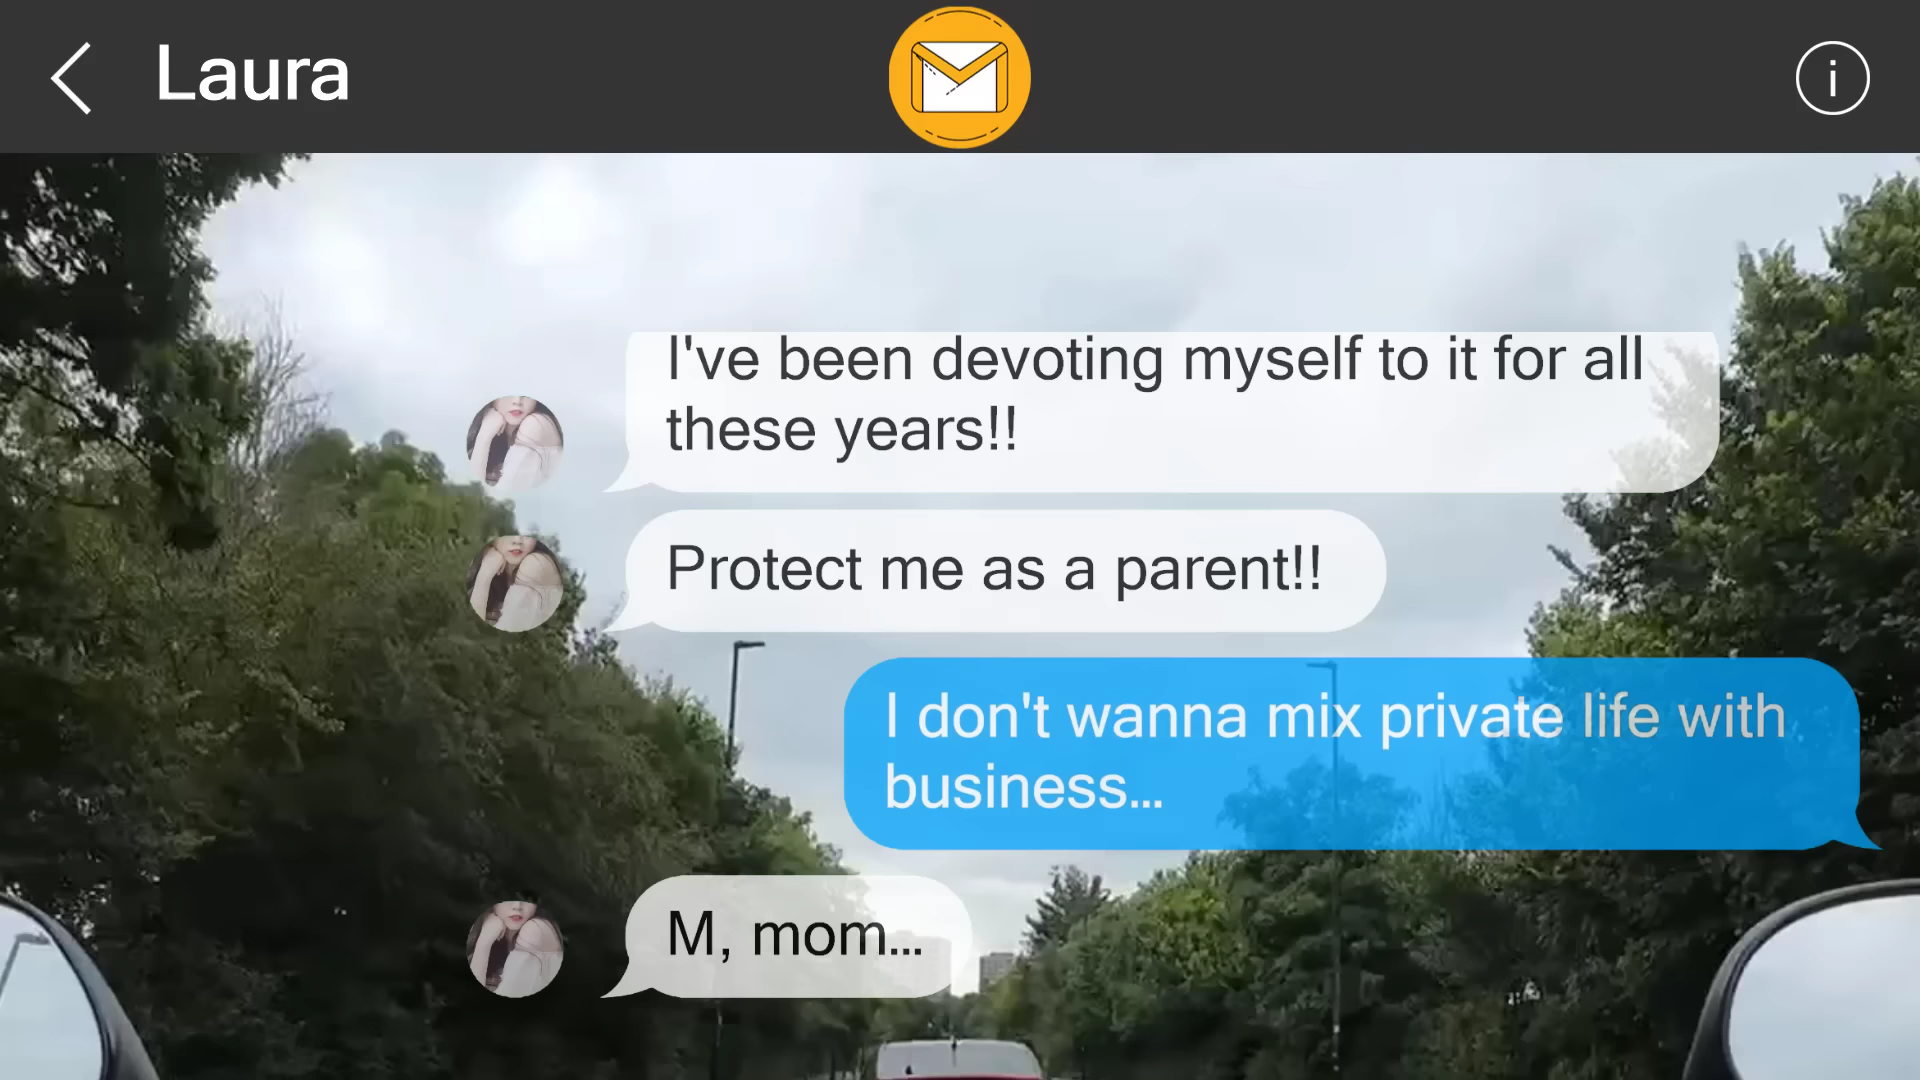 Laura
i
I've been devoting myself to it for all
these years!!
Protect me as a parent!!
I don't wanna mix private life with
business...
M, mom...